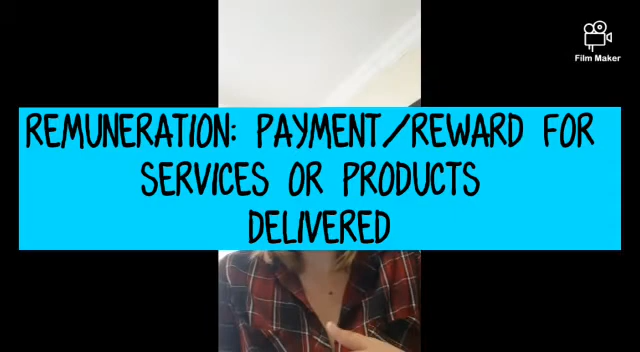 Film Maker
REMUNERATION: PAYMENT/REWARD FOR
SERVICES OR PRODUCTS
DELIVERED